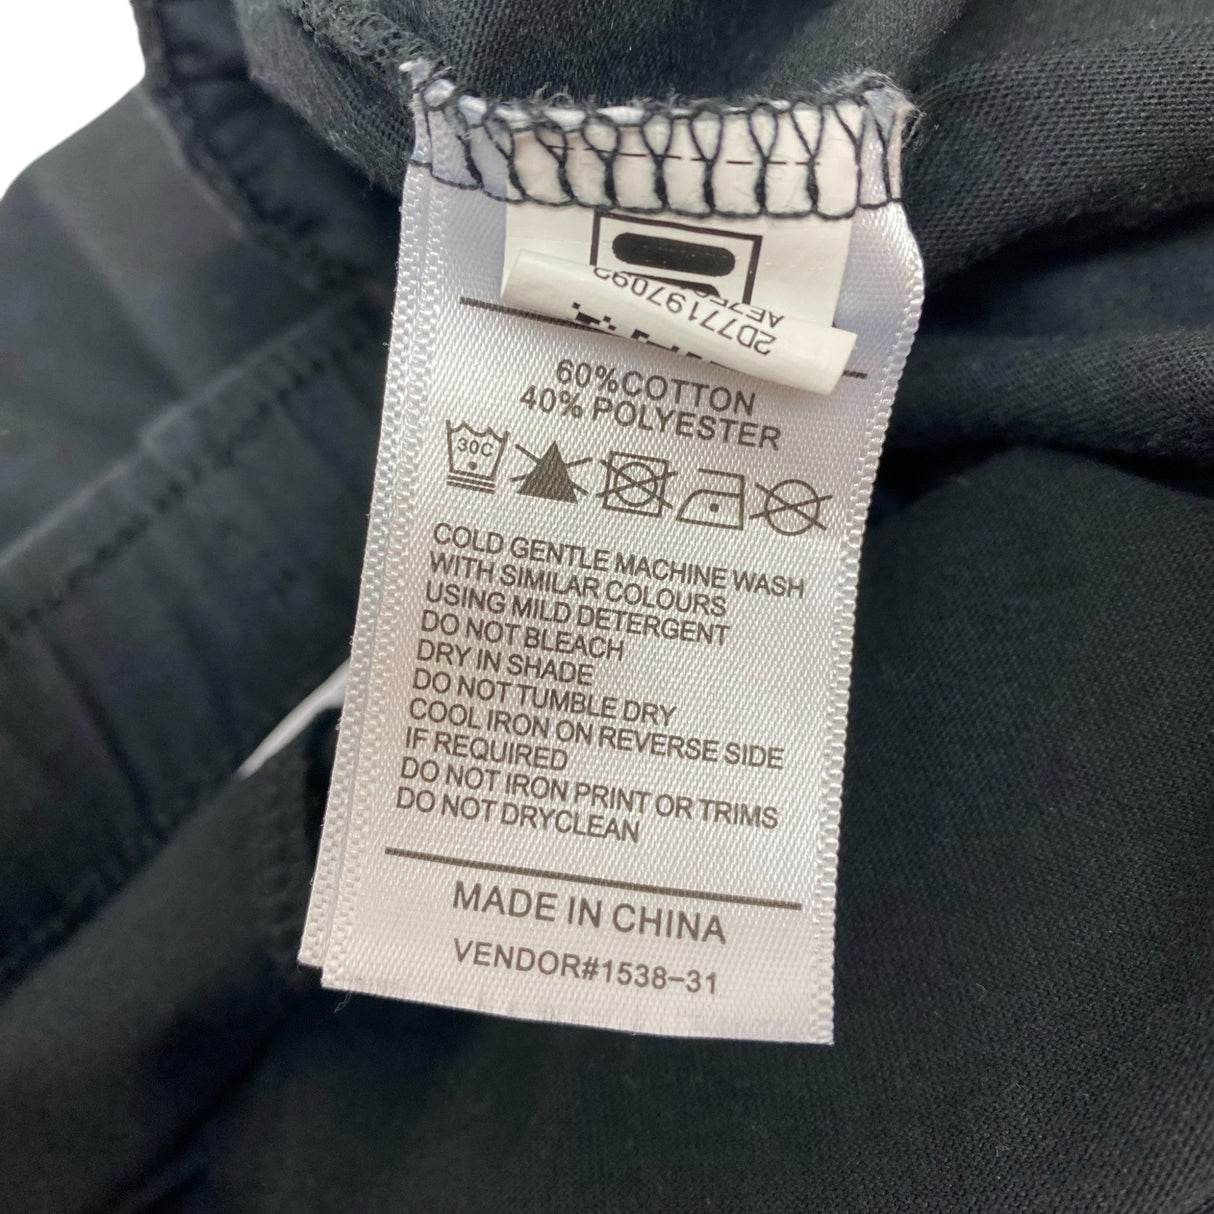 2D77197092
60%COTTON
40% POLYESTER
30C
COLD GENTLE MACHINE WASH
WITH SIMILAR COLOURS
USING MILD DETERGENT
DO NOT BLEACH
DRY IN SHADE
DO NOT TUMBLE DRY
COOL IRON ON REVERSE SIDE
IF REQUIRED
DO NOT IRON PRINT OR TRIMS
DO NOT DRYCLEAN
MADE IN CHINA
VENDOR#1538-31